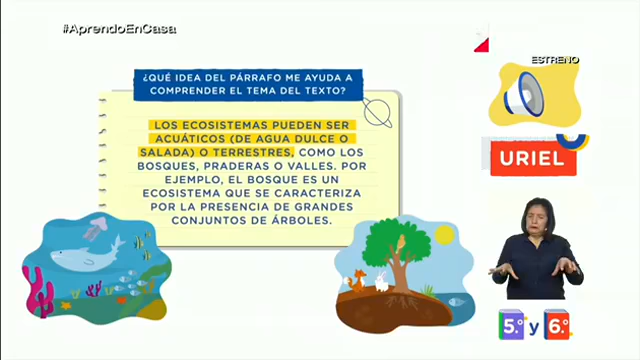 #AprendoEnCasa
ESTRENO
¿QUÉ IDEA DEL PÁRRAFO ME AYUDA A
COMPRENDER EL TEMA DEL TEXTO?
LOS ECOSISTEMAS PUEDEN SER
ACUÁTICOS (DE AGUA DULCE O
SALADA) O TERRESTRES, COMO LOS
BOSQUES, PRADERAS O VALLES. POR
EJEMPLO, EL BOSQUE ES UN
ECOSISTEMA QUE SE CARACTERIZA
POR LA PRESENCIA DE GRANDES
CONJUNTOS DE ÁRBOLES.
URIEL
5.° y 6.°